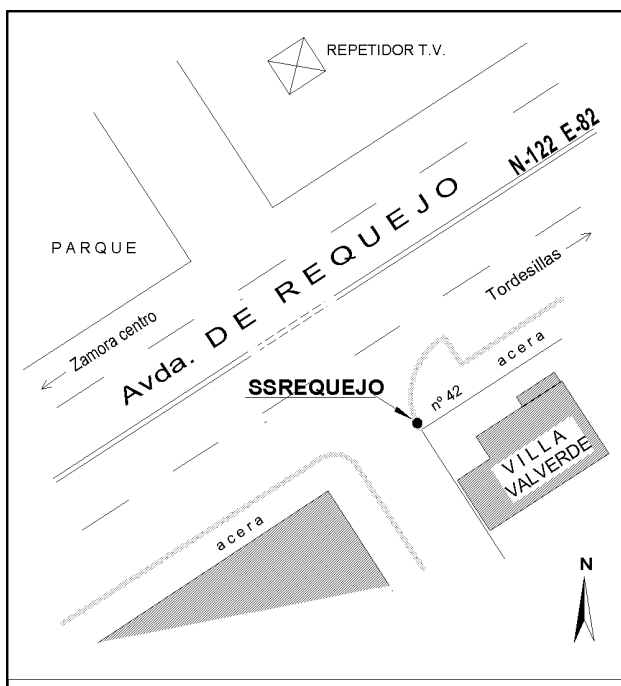 REPETIDOR T.V.
N-122 E-82
PARQUE
Avda. DE REQUEJO
Tordesillas
Zamora centro
acera
SSREQUEJO
nº 42
VILLA
VALVERDE
acera
N